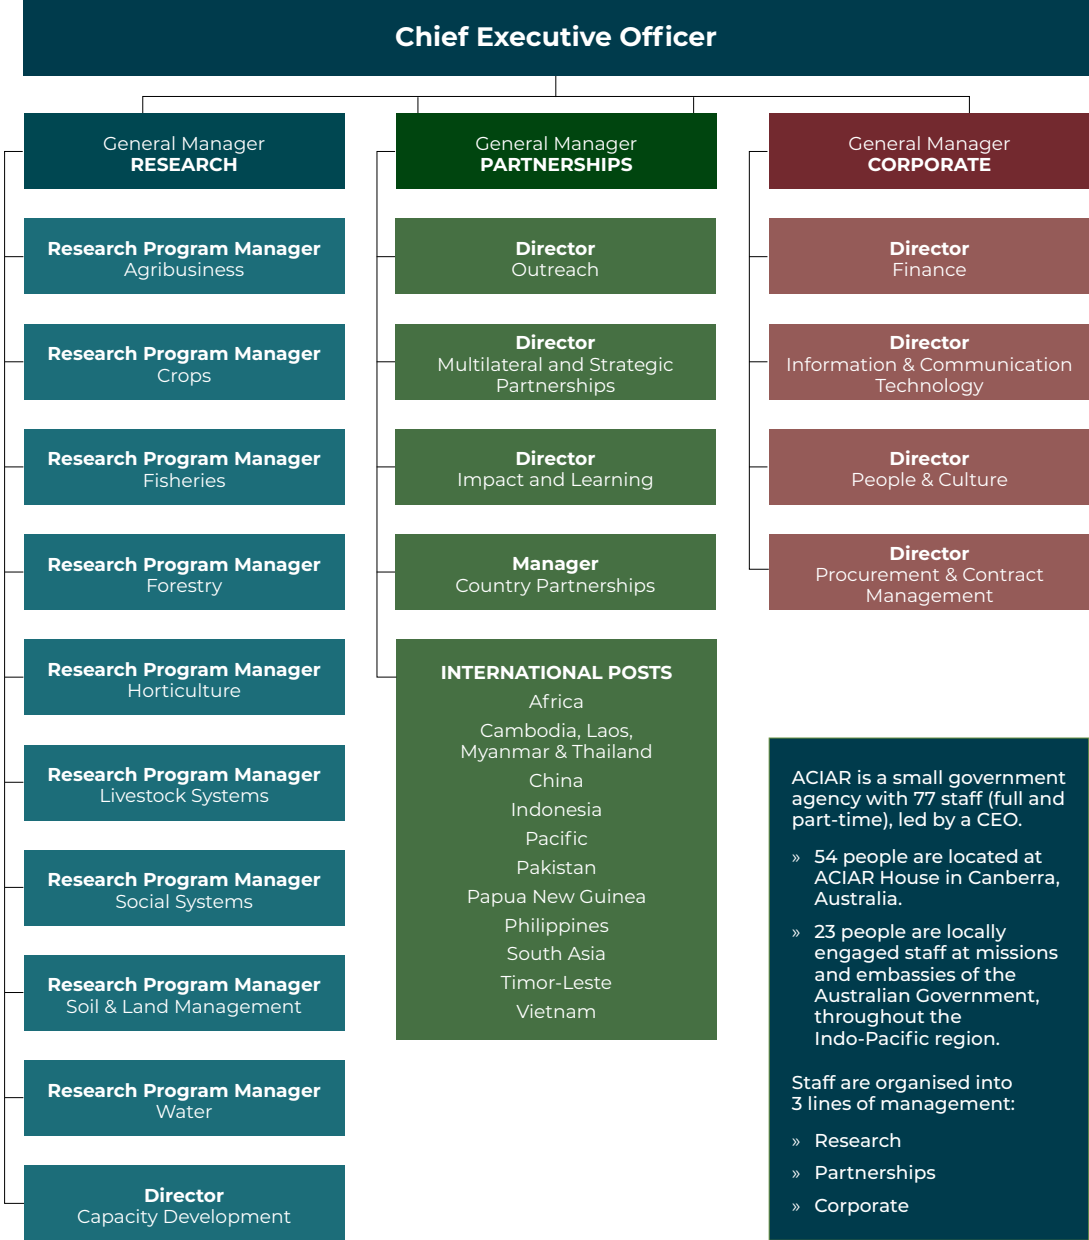 Chief Executive Officer
General Manager
RESEARCH
Research Program Manager
Agribusiness
Research Program Manager
Crops
Research Program Manager
Fisheries
Research Program Manager
Forestry
Research Program Manager
Horticulture
Research Program Manager
Livestock Systems
Research Program Manager
Social Systems
Research Program Manager
Soil & Land Management
Research Program Manager
Water
Director
Capacity Development
General Manager
PARTNERSHIPS
Director
Outreach
Director
Multilateral and Strategic
Partnerships
Director
Impact and Learning
Manager
Country Partnerships
INTERNATIONAL POSTS
Africa
Cambodia, Laos,
Myanmar & Thailand
China
Indonesia
Pacific
Pakistan
Papua New Guinea
Philippines
South Asia
Timor-Leste
Vietnam
General Manager
CORPORATE
Director
Finance
Director
Information & Communication
Technology
Director
People & Culture
Director
Procurement & Contract
Management
ACIAR is a small government
agency with 77 staff (full and
part-time), led by a CEO.
» 54 people are located at
ACIAR House in Canberra,
Australia.
» 23 people are locally
engaged staff at missions
and embassies of the
Australian Government,
throughout the
Indo-Pacific region.
Staff are organised into
3 lines of management:
» Research
» Partnerships
» Corporate